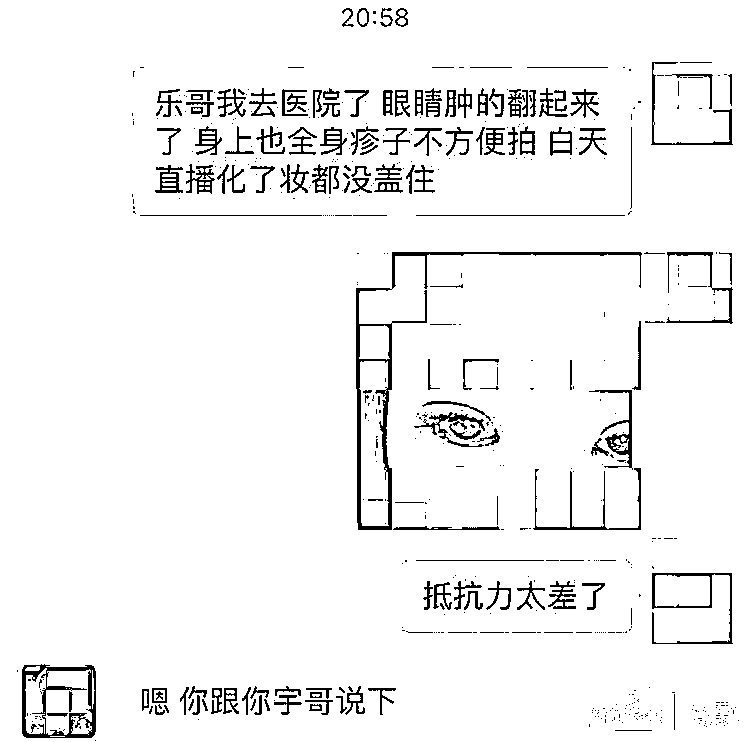 20:58
乐哥我去医院了 眼睛肿的翻起来
了 身上也全身疹子不方便拍 白天
直播化了妆都没盖住
抵抗力太差了
嗯 你跟你宇哥说下